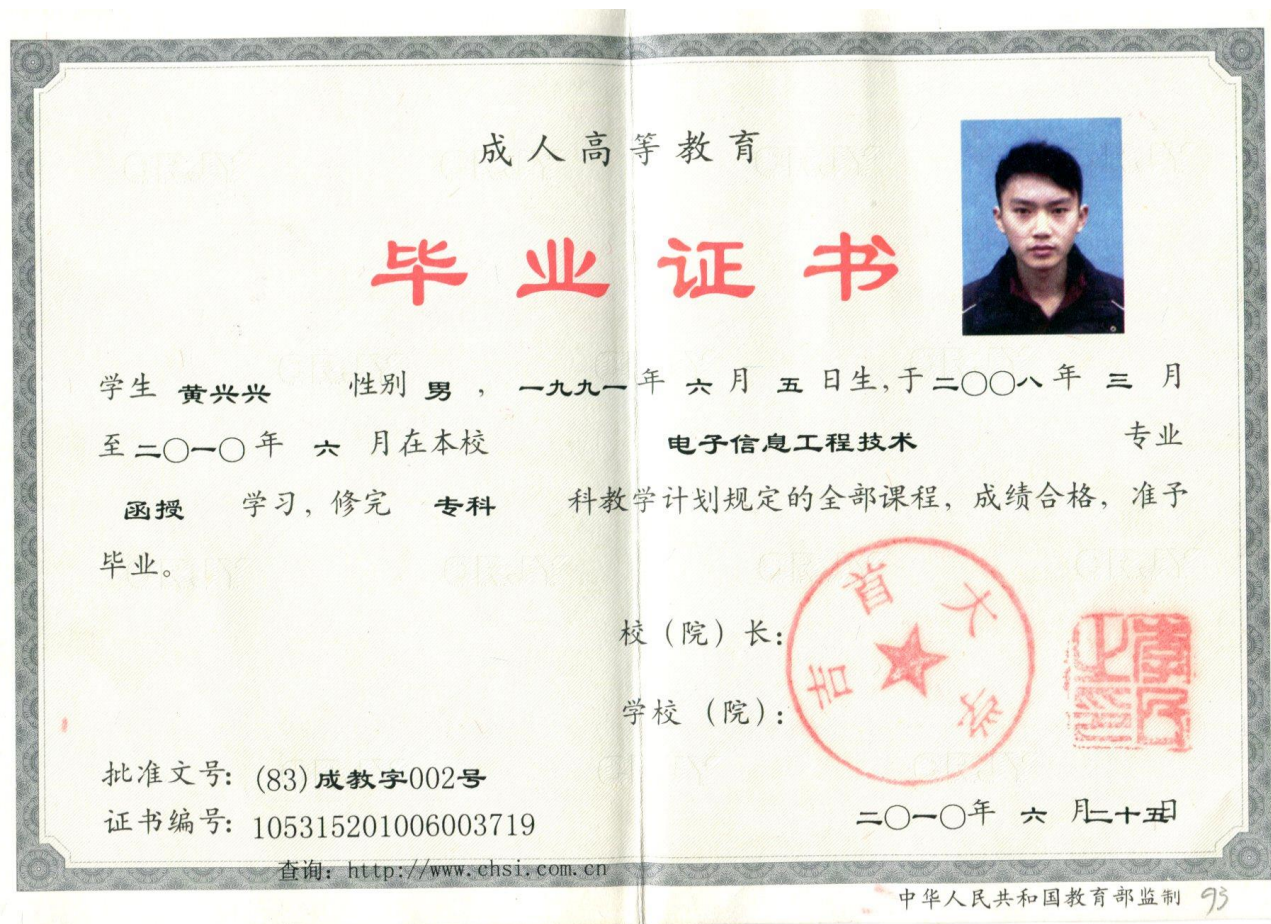 成人高等教育
毕业证书
学生 黄兴兴 性别 男 ， 一九九一 年 六 月 五 日生，于 二〇〇八 年 三 月
至 二〇一〇 年 六 月在本校 电子信息工程技术 专业
函授 学习，修完 专科 科教学计划规定的全部课程，成绩合格，准予
毕业。
校（院）长：
学校（院）：
吉首大学
批准文号：(83)成教字002号
证书编号：105315201006003719
二〇一〇年 六 月二十五日
查询：http://www.chsi.com.cn
中华人民共和国教育部监制 93